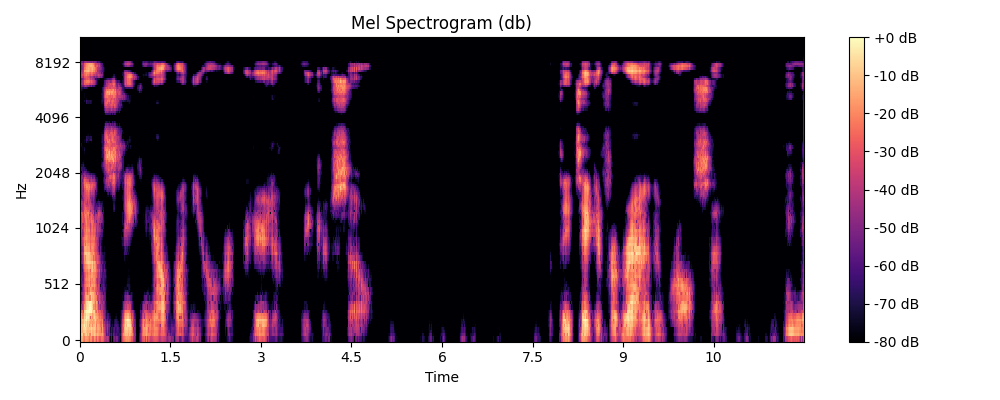 Mel Spectrogram (db)
8192
4096
2048
1024
512
0
Hz
0 1.5 3 4.5 6 7.5 9 10
Time
+0 dB
-10 dB
-20 dB
-30 dB
-40 dB
-50 dB
-60 dB
-70 dB
-80 dB